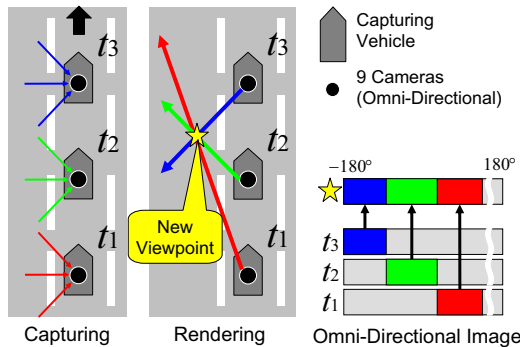 t3
t2
t1
Capturing
t3
t2
t1
New
Viewpoint
Rendering
Capturing
Vehicle
9 Cameras
(Omni-Directional)
−180° 180°
t3
t2
t1
Omni-Directional Image